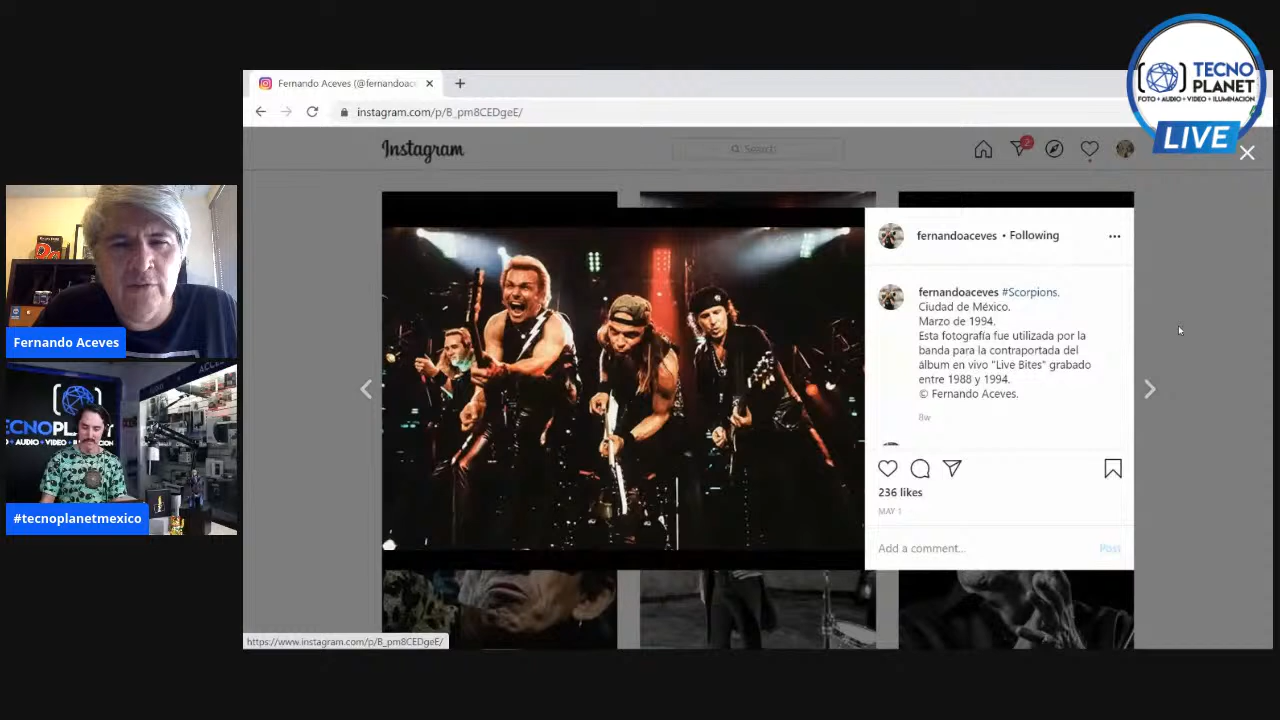 TECNO
PLANET
FOTO + AUDIO + VIDEO + ILUMINACION
LIVE
Fernando Aceves (@fernandoace
instagram.com/p/B_pm8CEDgeE/
Instagram
Search
2
fernandoaceves • Following
fernandoaceves #Scorpions.
Ciudad de México.
Marzo de 1994.
Esta fotografía fue utilizada por la
banda para la contraportada del
álbum en vivo "Live Bites" grabado
entre 1988 y 1994.
© Fernando Aceves.
8w
236 likes
MAY 1
Add a comment...
Post
https://www.instagram.com/p/B_pm8CEDgeE/
Fernando Aceves
#tecnoplanetmexico